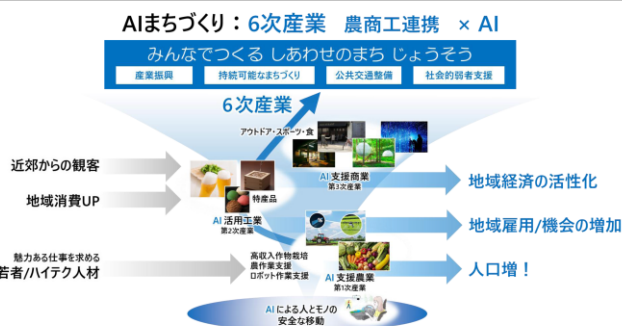 AIまちづくり：6次産業 農商工連携 × AI
みんなでつくる しあわせのまち じょうそう
産業振興
持続可能なまちづくり
公共交通整備
社会的弱者支援
6次産業
アウトドア・スポーツ・食
近郊からの観客
地域消費UP
特産品
AI 支援商業
第3次産業
AI 活用工業
第2次産業
地域経済の活性化
地域雇用/機会の増加
魅力ある仕事を求める
若者/ハイテク人材
高収入作物栽培
農作業支援
ロボット作業支援
AI 支援農業
第1次産業
人口増！
AIによる人とモノの
安全な移動